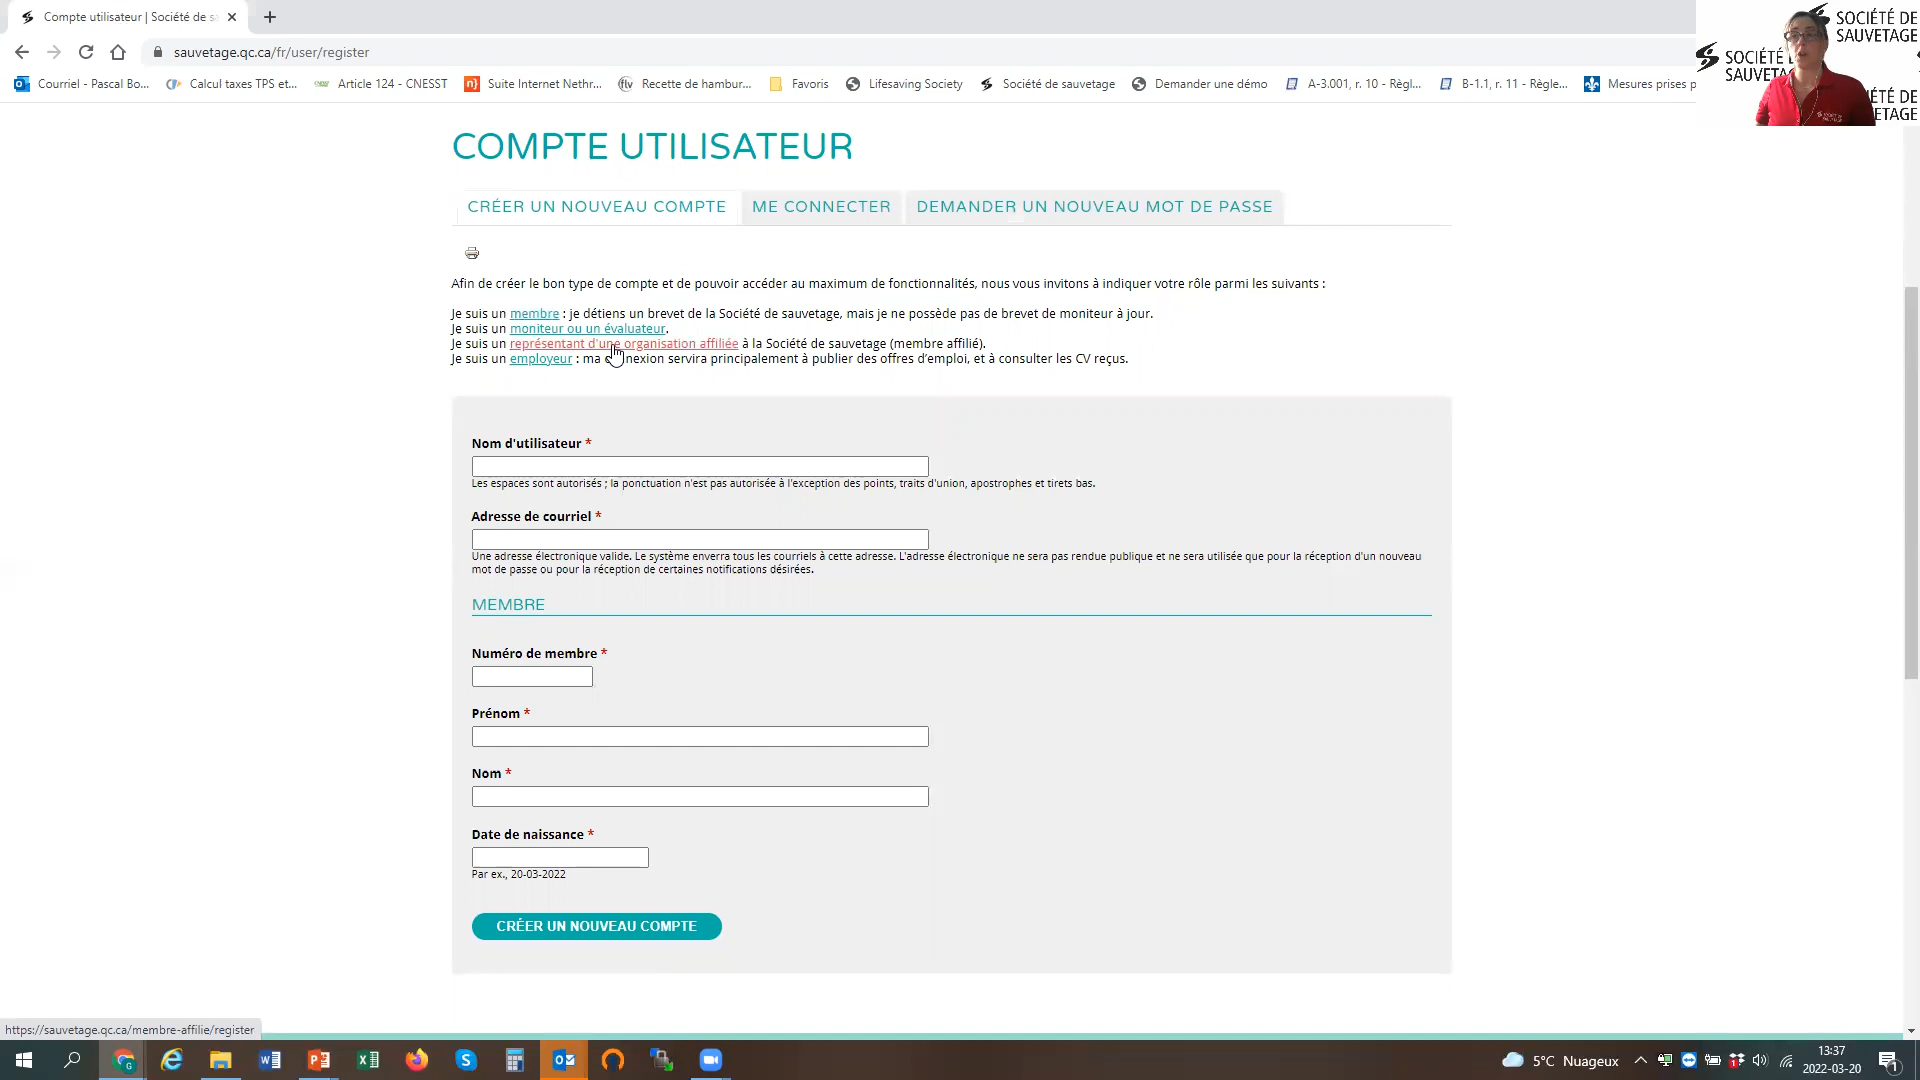 Compte utilisateur | Société de s
sauvetage.qc.ca/fr/user/register
Courriel - Pascal Bo... Calcul taxes TPS et... Article 124 - CNESST Suite Internet Nethr... Recette de hambur... Favoris Lifesaving Society Société de sauvetage Demander une démo A-3.001, r. 10 - Règl... B-1.1, r. 11 - Règle... Mesures prises p
SOCIÉTÉ DE
SAUVETAGE
SOCIÉTÉ
SAUVETA
ÉTÉ DE
ETAGE
COMPTE UTILISATEUR
CRÉER UN NOUVEAU COMPTE ME CONNECTER DEMANDER UN NOUVEAU MOT DE PASSE
Afin de créer le bon type de compte et de pouvoir accéder au maximum de fonctionnalités, nous vous invitons à indiquer votre rôle parmi les suivants :
Je suis un membre : je détiens un brevet de la Société de sauvetage, mais je ne possède pas de brevet de moniteur à jour.
Je suis un moniteur ou un évaluateur.
Je suis un représentant d'une organisation affiliée à la Société de sauvetage (membre affilié).
Je suis un employeur : ma nexion servira principalement à publier des offres d'emploi, et à consulter les CV reçus.
Nom d'utilisateur *
Les espaces sont autorisés ; la ponctuation n'est pas autorisée à l'exception des points, traits d'union, apostrophes et tirets bas.
Adresse de courriel *
Une adresse électronique valide. Le système enverra tous les courriels à cette adresse. L'adresse électronique ne sera pas rendue publique et ne sera utilisée que pour la réception d'un nouveau
mot de passe ou pour la réception de certaines notifications désirées.
MEMBRE
Numéro de membre *
Prénom *
Nom *
Date de naissance *
Par ex., 20-03-2022
CRÉER UN NOUVEAU COMPTE
https://sauvetage.qc.ca/membre-affilie/register
5°C Nuageux
13:37
2022-03-20